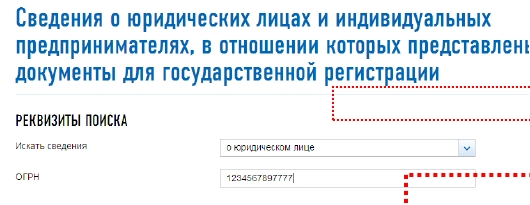 Сведения о юридических лицах и индивидуальных
предпринимателях, в отношении которых представлены
документы для государственной регистрации
РЕКВИЗИТЫ ПОИСКА
Искать сведения
о юридическом лице
ОГРН
1234567897777